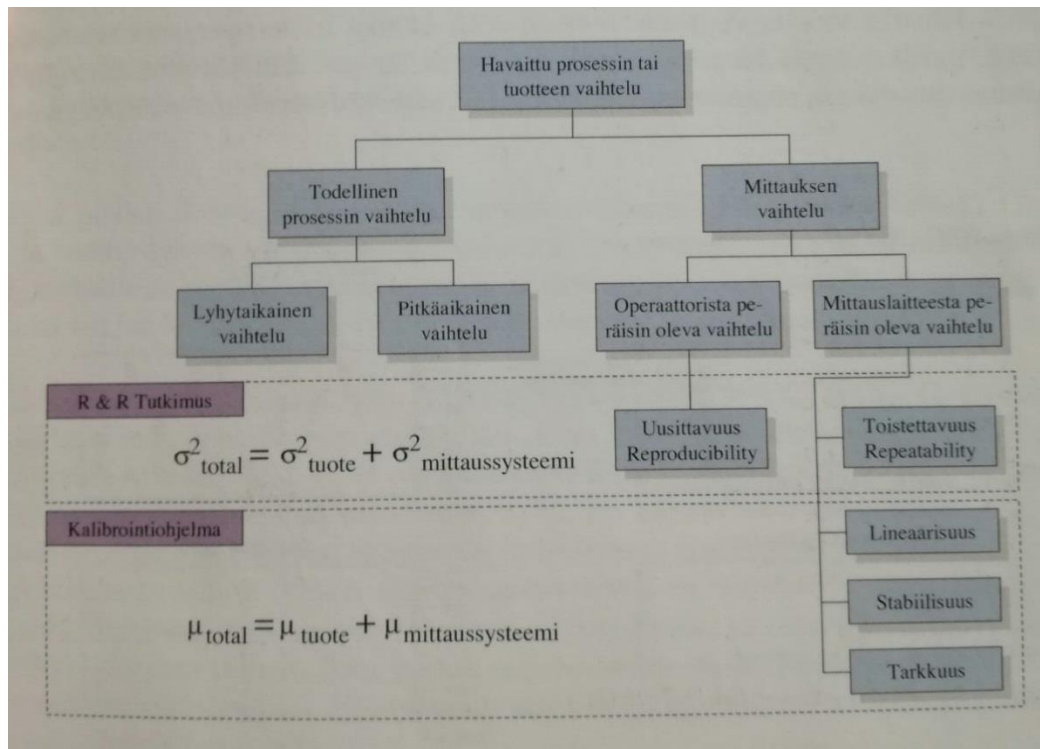 Havaittu prosessin tai
tuotteen vaihtelu
Todellinen
prosessin vaihtelu
Mittauksen
vaihtelu
Lyhytaikainen
vaihtelu
Pitkäaikainen
vaihtelu
Operaattorista pe-
räisin oleva vaihtelu
Mittauslaitteesta pe-
räisin oleva vaihtelu
R & R Tutkimus
σ²total = σ²tuote + σ²mittaussysteemi
Uusittavuus
Reproducibility
Toistettavuus
Repeatability
Kalibrointiohjelma
μtotal = μtuote + μmittaussysteemi
Lineaarisuus
Stabiilisuus
Tarkkuus